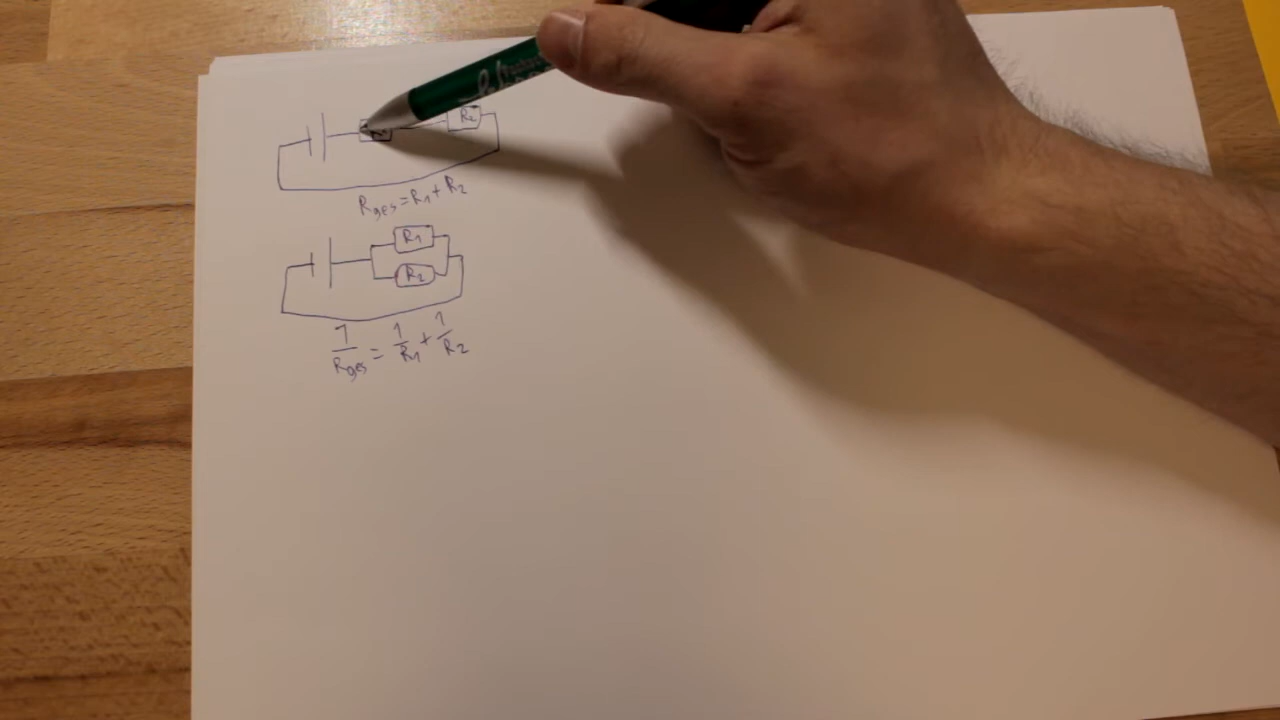 R₂
Rges = R₁ + R₂
R₁
R₂
1/Rges = 1/R₁ + 1/R₂